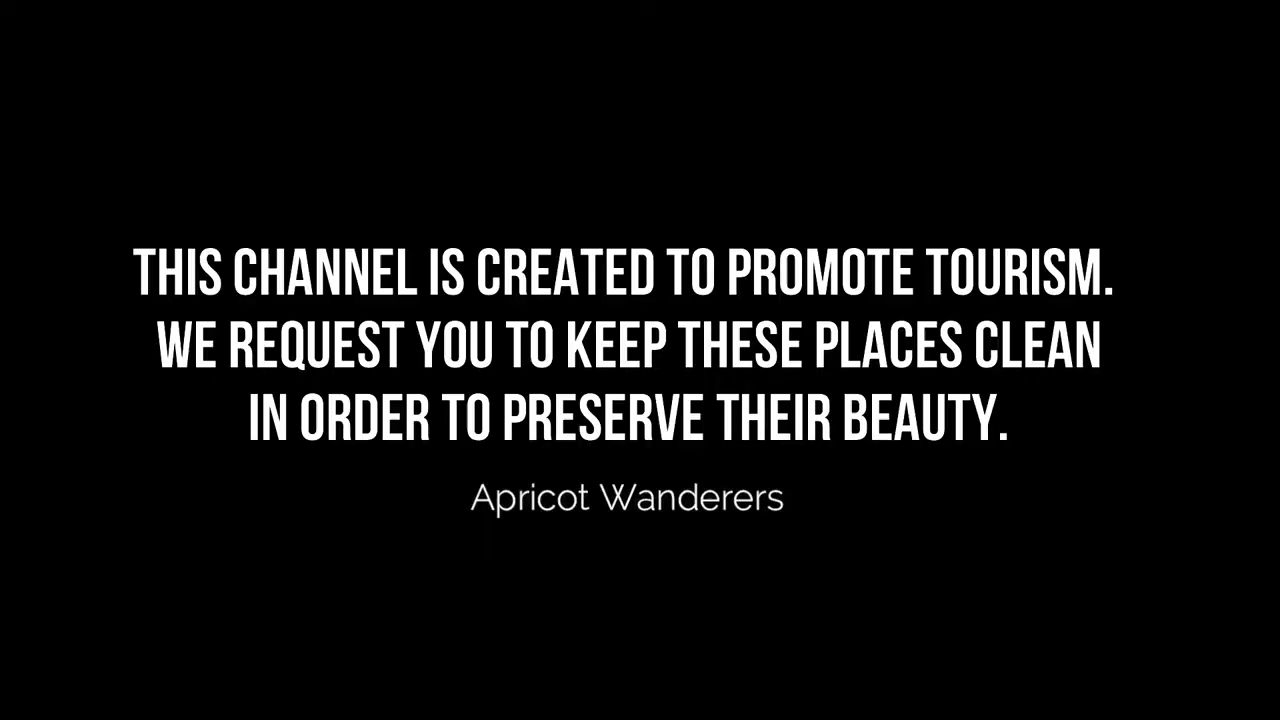 THIS CHANNEL IS CREATED TO PROMOTE TOURISM.
WE REQUEST YOU TO KEEP THESE PLACES CLEAN
IN ORDER TO PRESERVE THEIR BEAUTY.
Apricot Wanderers